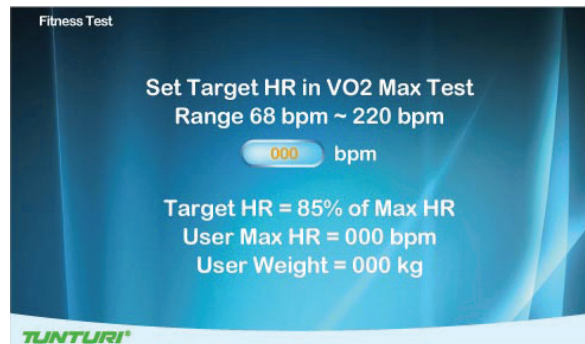 Fitness Test
Set Target HR in VO2 Max Test
Range 68 bpm ~ 220 bpm
000 bpm
Target HR = 85% of Max HR
User Max HR = 000 bpm
User Weight = 000 kg
TUNTURI®